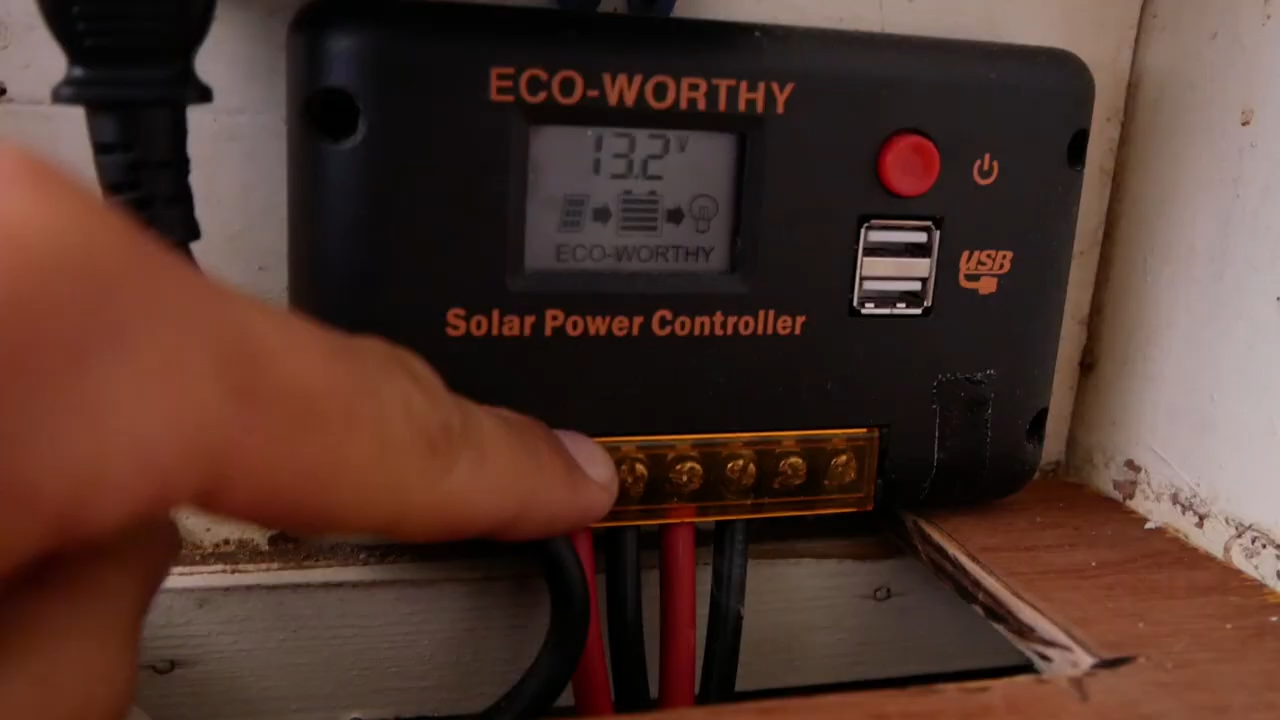 ECO-WORTHY
13.2V
ECO-WORTHY
USB
Solar Power Controller